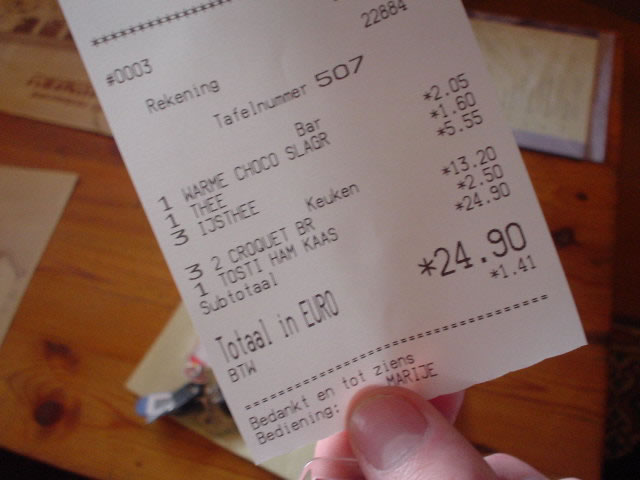 22884
#0003
Rekening
Tafelnummer 507
Bar
1 WARME CHOCO SLAGR *2.05
1 THEE *1.60
3 IJSTHEE *5.55
Keuken
3 2 CROQUET BR *13.20
1 TOSTI HAM KAAS *2.50
Subtotaal *24.90
Totaal in EURO *24.90
BTW *1.41
Bedankt en tot ziens
Bediening: MARIJE